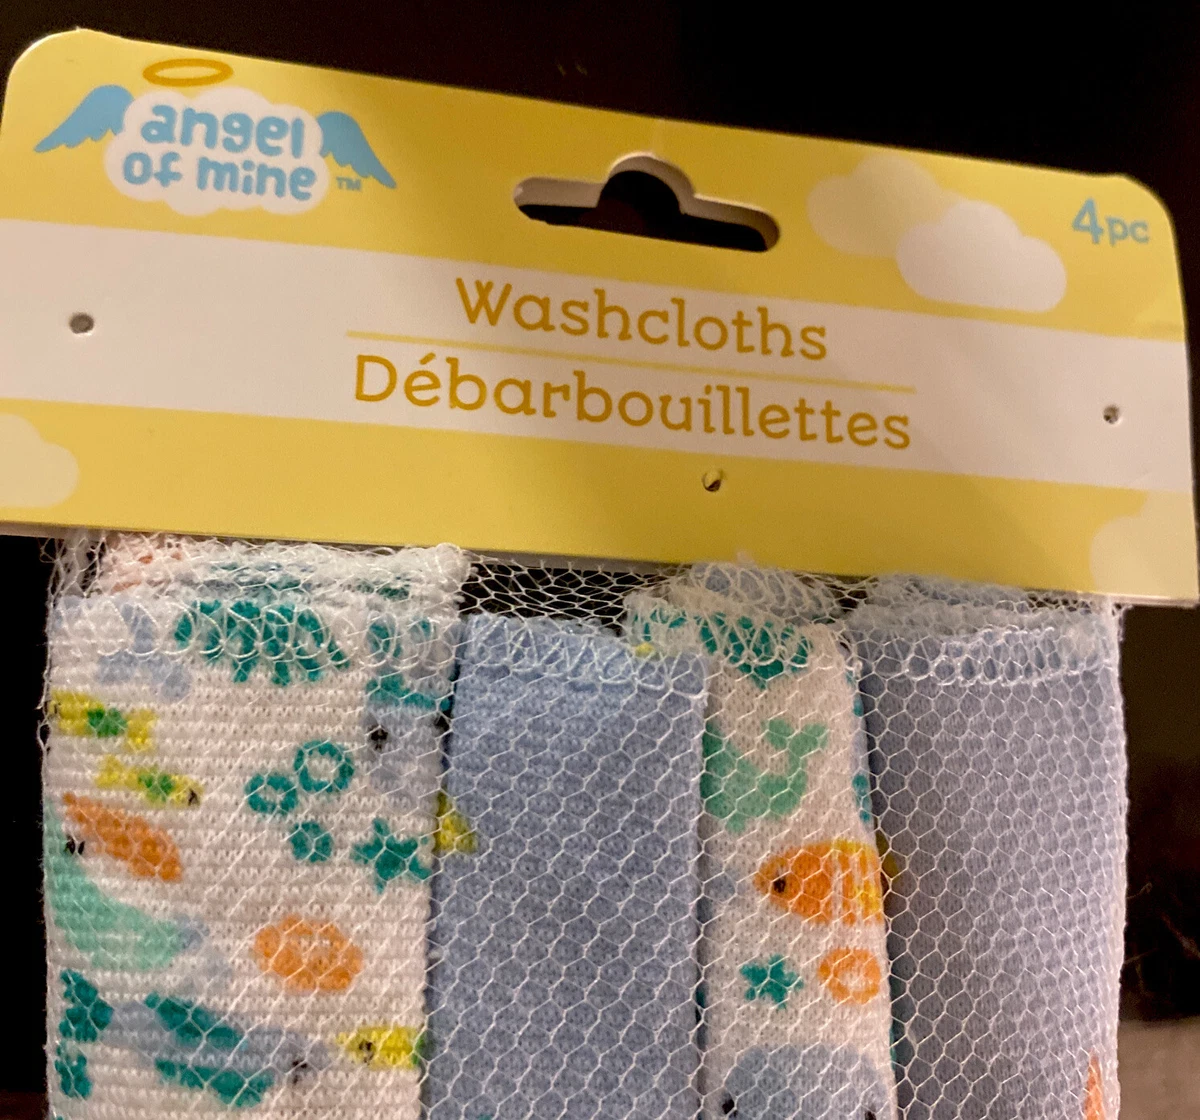 angel
of mine ™
4pc
Washcloths
Débarbouillettes